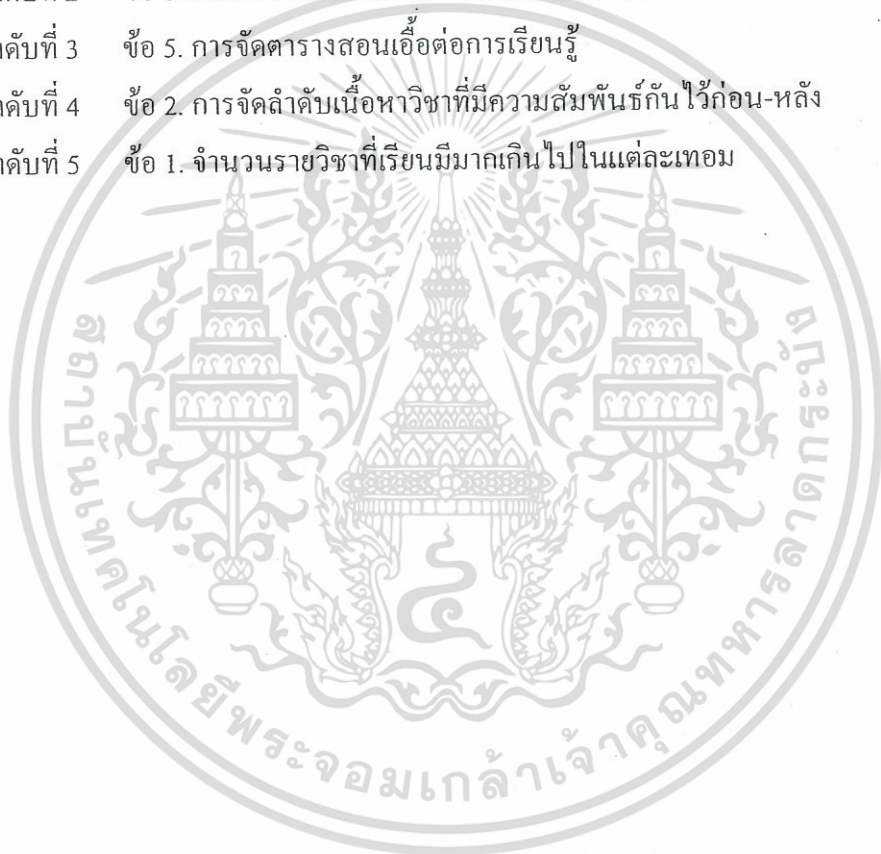 ลำดับที่ 3 ข้อ 5. การจัดตารางสอนเอื้อต่อการเรียนรู้
ลำดับที่ 4 ข้อ 2. การจัดลำดับเนื้อหาวิชาที่มีความสัมพันธ์กันไว้ก่อน-หลัง
ลำดับที่ 5 ข้อ 1. จำนวนรายวิชาที่เรียนมีมากเกินไปในแต่ละเทอม
สถาบันเทคโนโลยีพระจอมเกล้าเจ้าคุณทหารลาดกระบัง